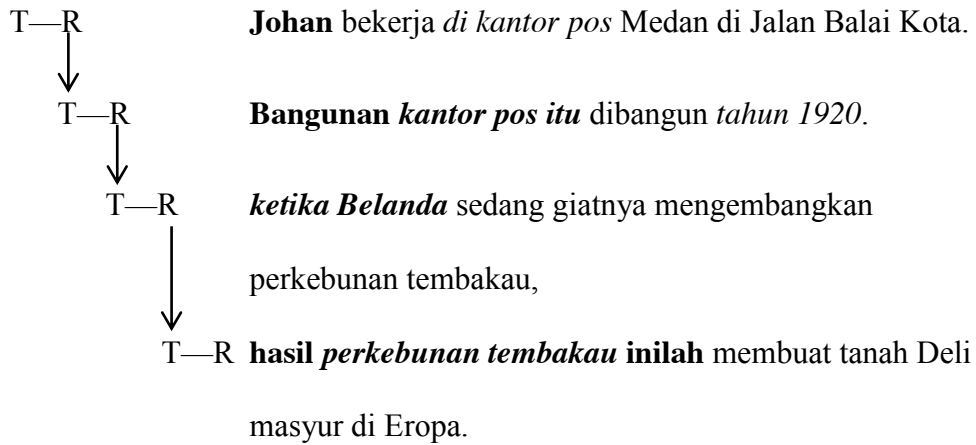 T—R Johan bekerja di kantor pos Medan di Jalan Balai Kota.
T—R Bangunan kantor pos itu dibangun tahun 1920.
T—R ketika Belanda sedang giatnya mengembangkan
perkebunan tembakau,
T—R hasil perkebunan tembakau inilah membuat tanah Deli
masyur di Eropa.